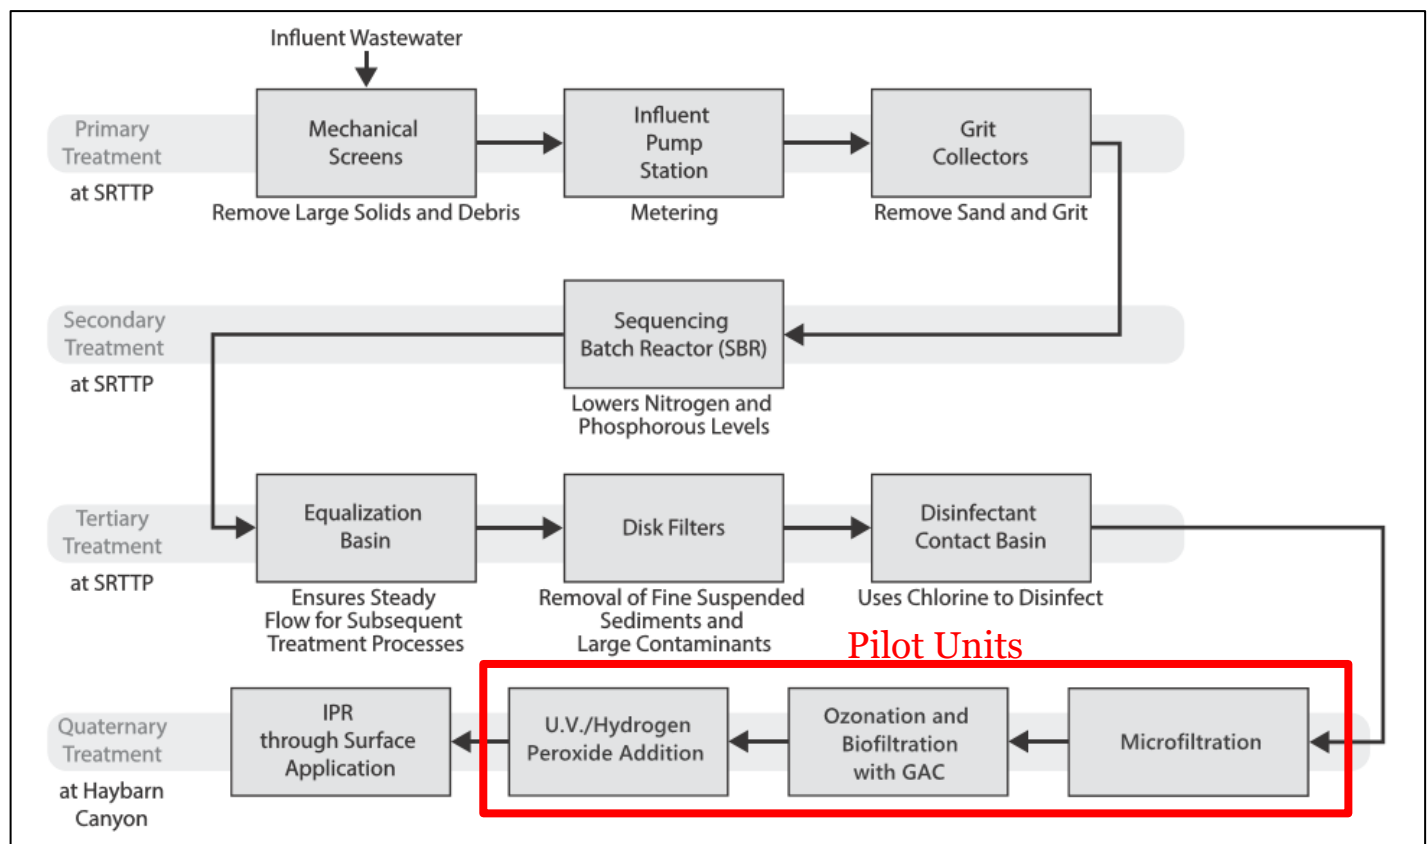 Influent Wastewater
Primary
Treatment
at SRTTP
Mechanical
Screens
Remove Large Solids and Debris
Influent
Pump
Station
Metering
Grit
Collectors
Remove Sand and Grit
Secondary
Treatment
at SRTTP
Sequencing
Batch Reactor (SBR)
Lowers Nitrogen and
Phosphorous Levels
Tertiary
Treatment
at SRTTP
Equalization
Basin
Ensures Steady
Flow for Subsequent
Treatment Processes
Disk Filters
Removal of Fine Suspended
Sediments and
Large Contaminants
Disinfectant
Contact Basin
Uses Chlorine to Disinfect
Pilot Units
Quaternary
Treatment
at Haybarn
Canyon
IPR
through Surface
Application
U.V./Hydrogen
Peroxide Addition
Ozonation and
Biofiltration
with GAC
Microfiltration